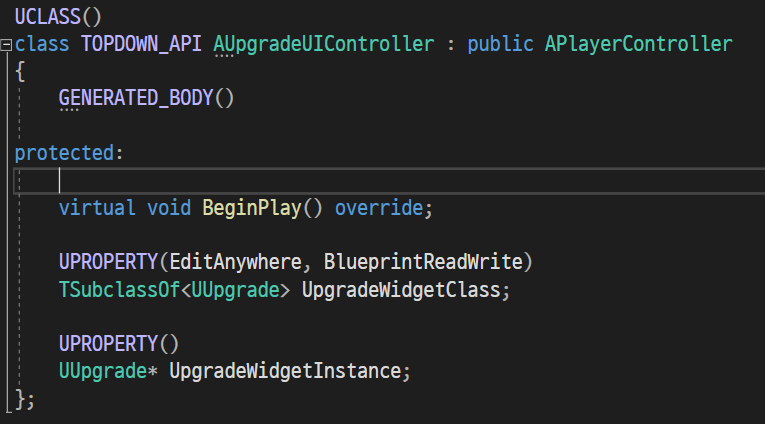 UCLASS()
class TOPDOWN_API AUpgradeUIController : public APlayerController
{
GENERATED_BODY()
protected:
virtual void BeginPlay() override;
UPROPERTY(EditAnywhere, BlueprintReadWrite)
TSubclassOf<UUpgrade> UpgradeWidgetClass;
UPROPERTY()
UUpgrade* UpgradeWidgetInstance;
};